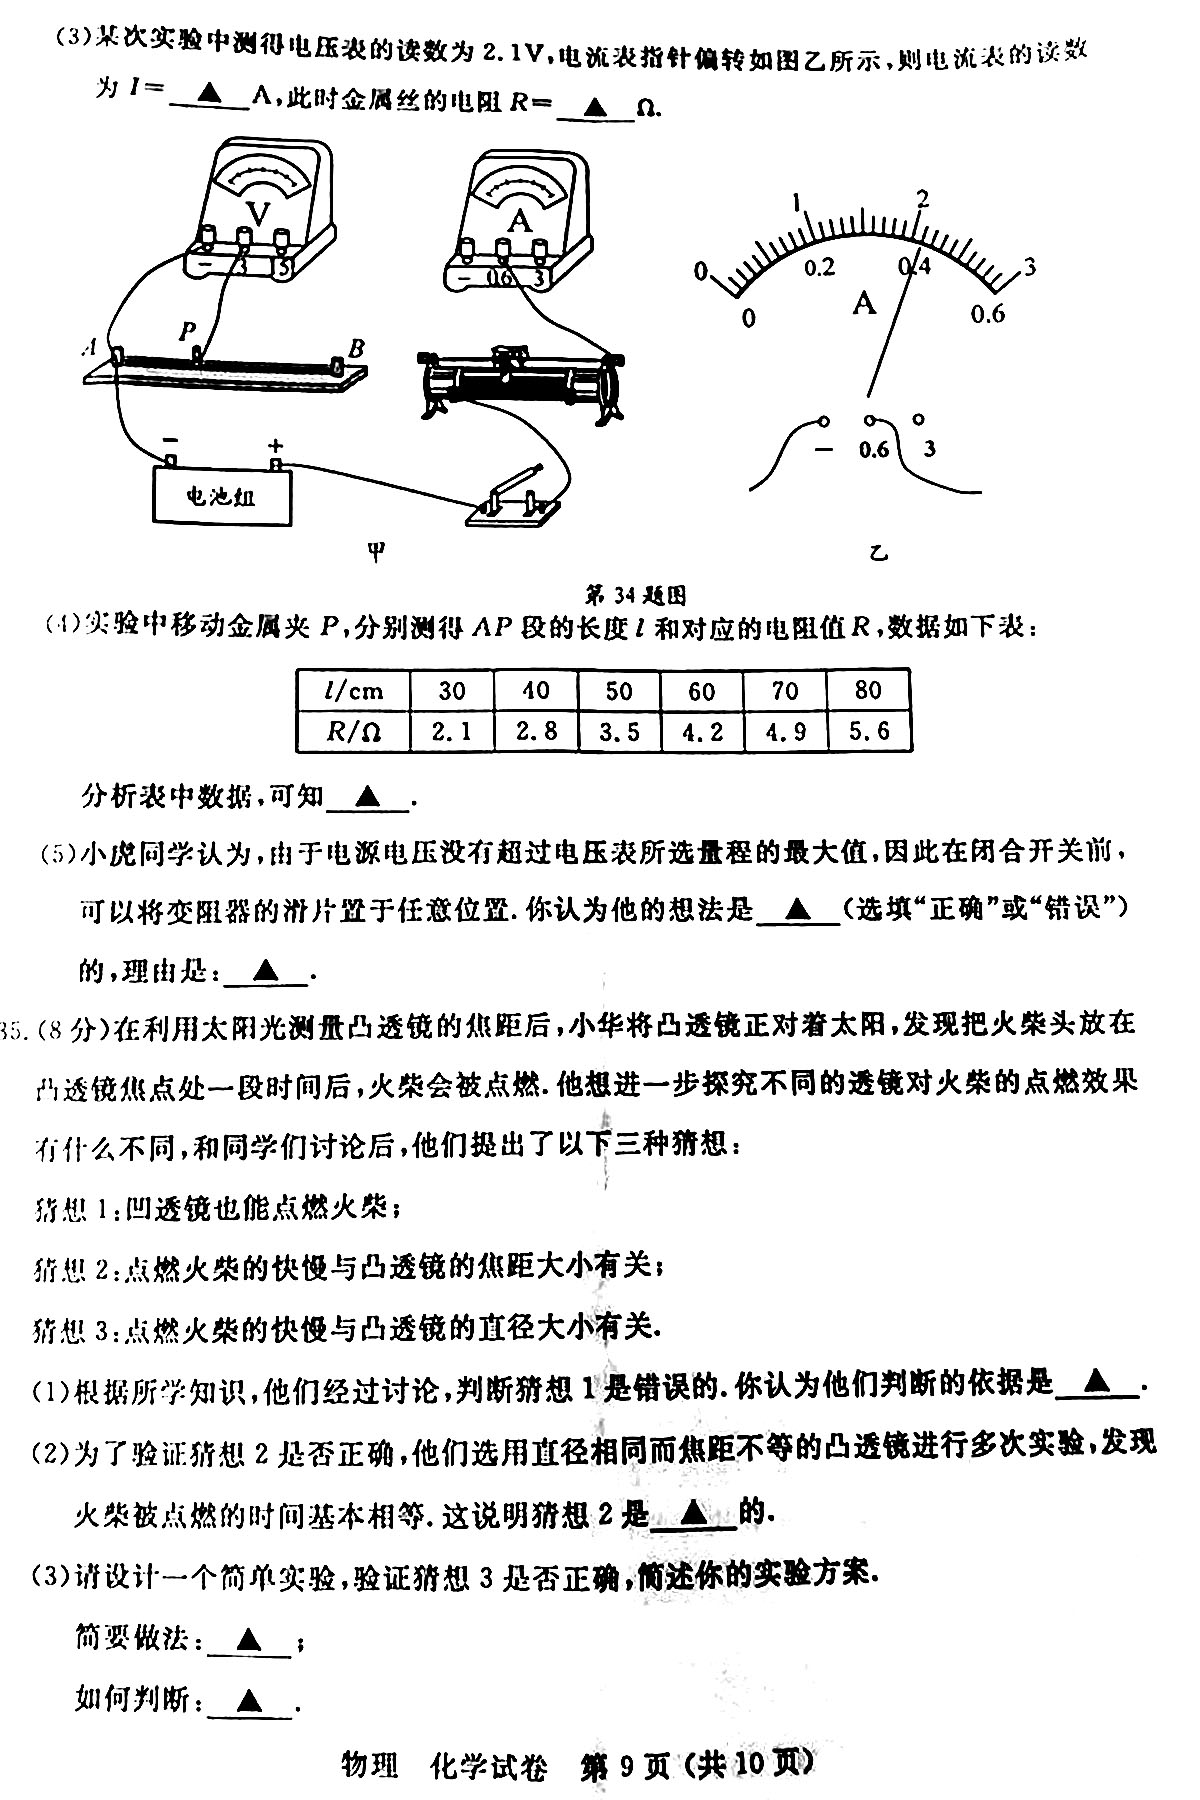 (3)某次实验中测得电压表的读数为2.1V,电流表指针偏转如图乙所示,则电流表的读数
为I=▲A,此时金属丝的电阻R=▲Ω.
V
- 3 15
A
- 0.6 3
A P B
- +
电池组
甲
0 1 2 3
0 0.2 0.4 0.6
A
- 0.6 3
乙
第34题图
(4)实验中移动金属夹P,分别测得AP段的长度l和对应的电阻值R,数据如下表:
l/cm 30 40 50 60 70 80
R/Ω 2.1 2.8 3.5 4.2 4.9 5.6
分析表中数据,可知▲.
(5)小虎同学认为,由于电源电压没有超过电压表所选量程的最大值,因此在闭合开关前,
可以将变阻器的滑片置于任意位置.你认为他的想法是▲(选填“正确”或“错误”)
的,理由是:▲.
35.(8分)在利用太阳光测量凸透镜的焦距后,小华将凸透镜正对着太阳,发现把火柴头放在
凸透镜焦点处一段时间后,火柴会被点燃.他想进一步探究不同的透镜对火柴的点燃效果
有什么不同,和同学们讨论后,他们提出了以下三种猜想:
猜想1:凹透镜也能点燃火柴;
猜想2:点燃火柴的快慢与凸透镜的焦距大小有关;
猜想3:点燃火柴的快慢与凸透镜的直径大小有关.
(1)根据所学知识,他们经过讨论,判断猜想1是错误的.你认为他们判断的依据是▲.
(2)为了验证猜想2是否正确,他们选用直径相同而焦距不等的凸透镜进行多次实验,发现
火柴被点燃的时间基本相等.这说明猜想2是▲的.
(3)请设计一个简单实验,验证猜想3是否正确,简述你的实验方案.
简要做法:▲;
如何判断:▲.
物理 化学试卷 第9页(共10页)